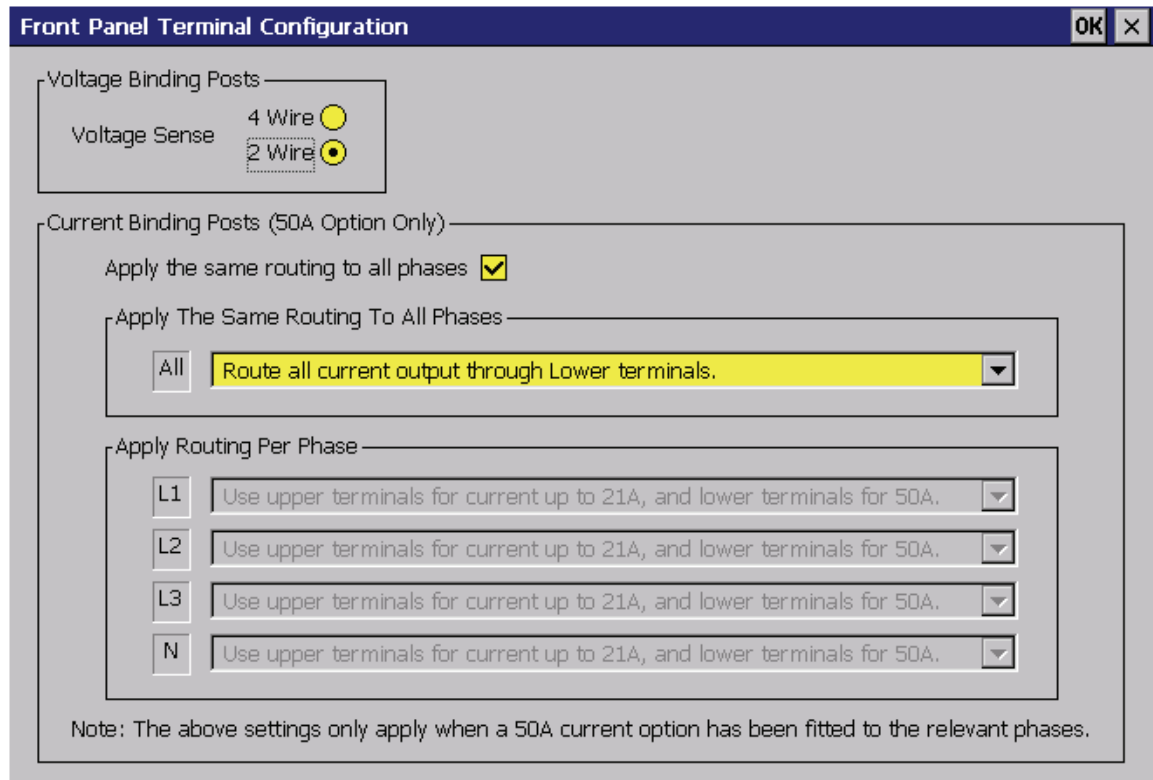 Front Panel Terminal Configuration OK
Voltage Binding Posts
4 Wire
Voltage Sense
2 Wire
Current Binding Posts (50A Option Only)
Apply the same routing to all phases
Apply The Same Routing To All Phases
All Route all current output through Lower terminals.
Apply Routing Per Phase
L1 Use upper terminals for current up to 21A, and lower terminals for 50A.
L2 Use upper terminals for current up to 21A, and lower terminals for 50A.
L3 Use upper terminals for current up to 21A, and lower terminals for 50A.
N Use upper terminals for current up to 21A, and lower terminals for 50A.
Note: The above settings only apply when a 50A current option has been fitted to the relevant phases.